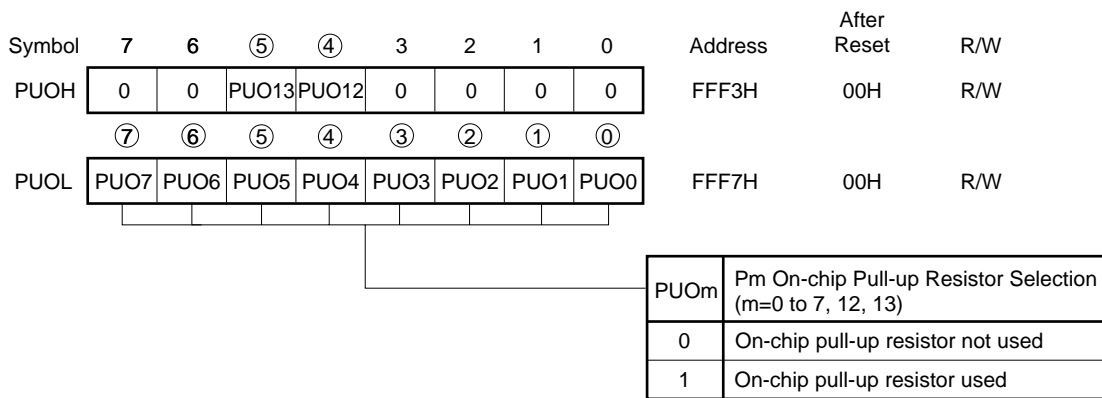 Symbol 7 6 ⑤ ④ 3 2 1 0 Address After Reset R/W
PUOH 0 0 PUO13 PUO12 0 0 0 0 FFF3H 00H R/W
⑦ ⑥ ⑤ ④ ③ ② ① ⓪
PUOL PUO7 PUO6 PUO5 PUO4 PUO3 PUO2 PUO1 PUO0 FFF7H 00H R/W
PUOm Pm On-chip Pull-up Resistor Selection
(m=0 to 7, 12, 13)
0 On-chip pull-up resistor not used
1 On-chip pull-up resistor used